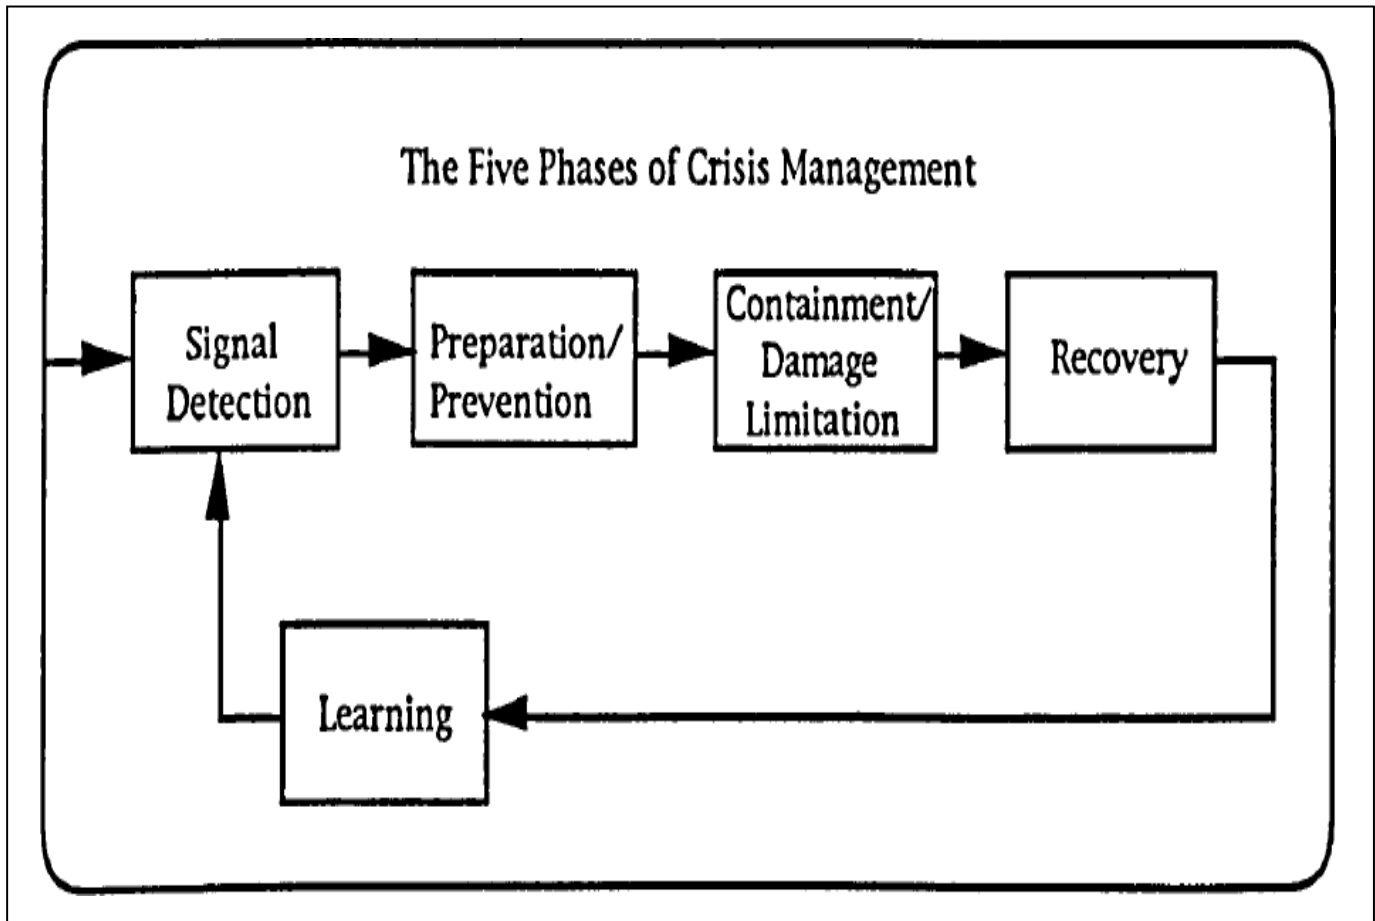 The Five Phases of Crisis Management
Signal
Detection
Preparation/
Prevention
Containment/
Damage
Limitation
Recovery
Learning